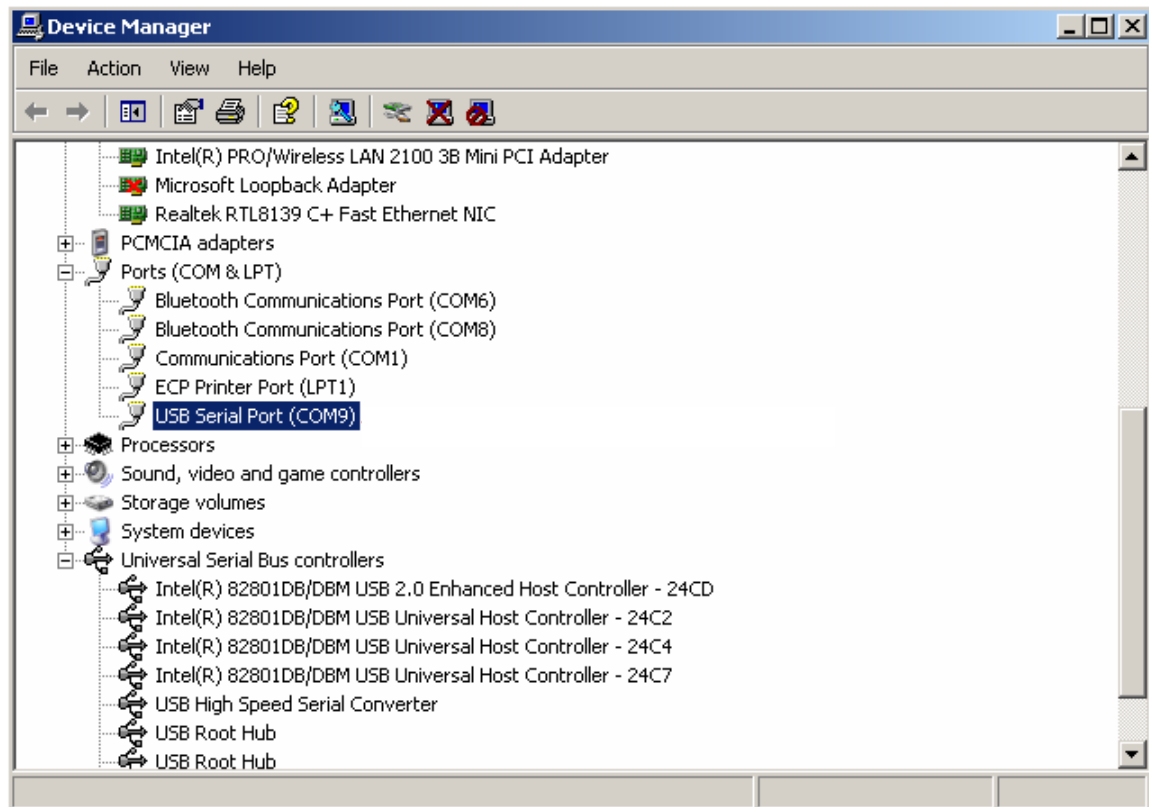 Device Manager
File Action View Help
Intel(R) PRO/Wireless LAN 2100 3B Mini PCI Adapter
Microsoft Loopback Adapter
Realtek RTL8139 C+ Fast Ethernet NIC
PCMCIA adapters
Ports (COM & LPT)
Bluetooth Communications Port (COM6)
Bluetooth Communications Port (COM8)
Communications Port (COM1)
ECP Printer Port (LPT1)
USB Serial Port (COM9)
Processors
Sound, video and game controllers
Storage volumes
System devices
Universal Serial Bus controllers
Intel(R) 82801DB/DBM USB 2.0 Enhanced Host Controller - 24CD
Intel(R) 82801DB/DBM USB Universal Host Controller - 24C2
Intel(R) 82801DB/DBM USB Universal Host Controller - 24C4
Intel(R) 82801DB/DBM USB Universal Host Controller - 24C7
USB High Speed Serial Converter
USB Root Hub
USB Root Hub